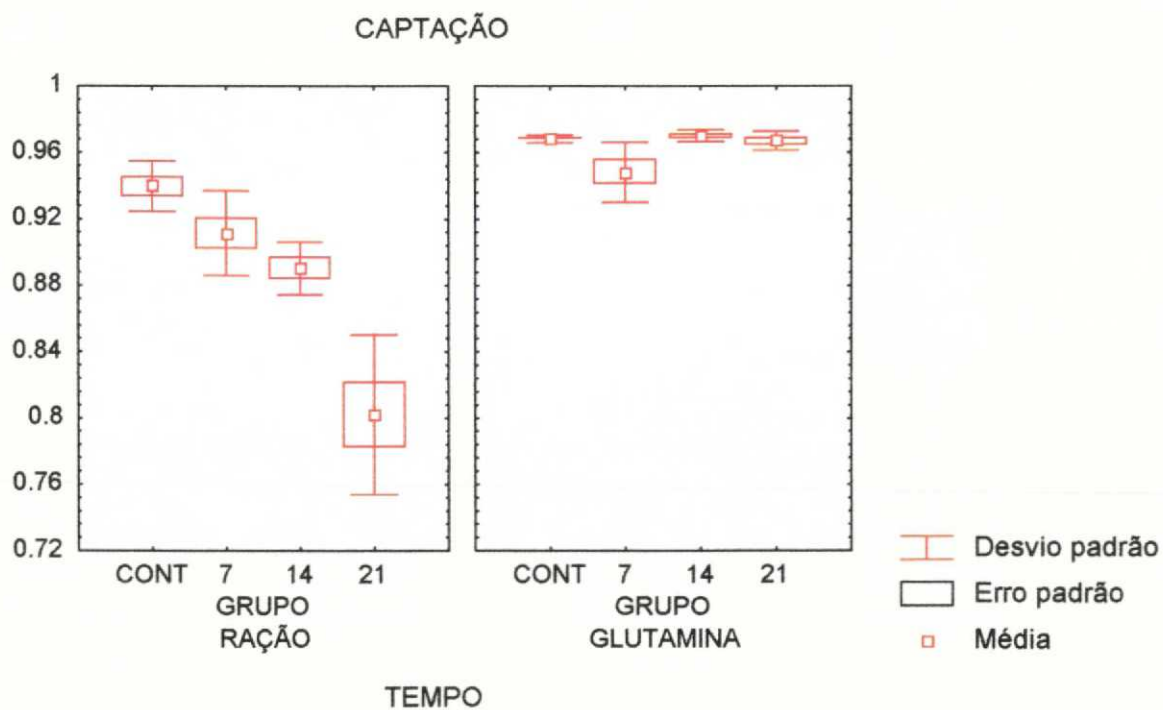 CAPTAÇÃO
1
0.96
0.92
0.88
0.84
0.8
0.76
0.72
CONT 7 14 21
GRUPO
RAÇÃO
CONT 7 14 21
GRUPO
GLUTAMINA
TEMPO
Desvio padrão
Erro padrão
Média